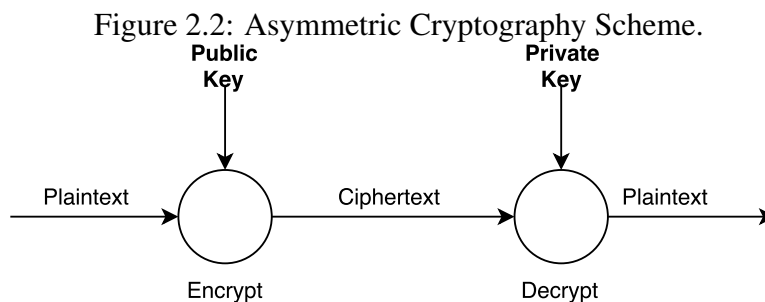 Figure 2.2: Asymmetric Cryptography Scheme.
Public
Key
Private
Key
Plaintext
Ciphertext
Plaintext
Encrypt
Decrypt